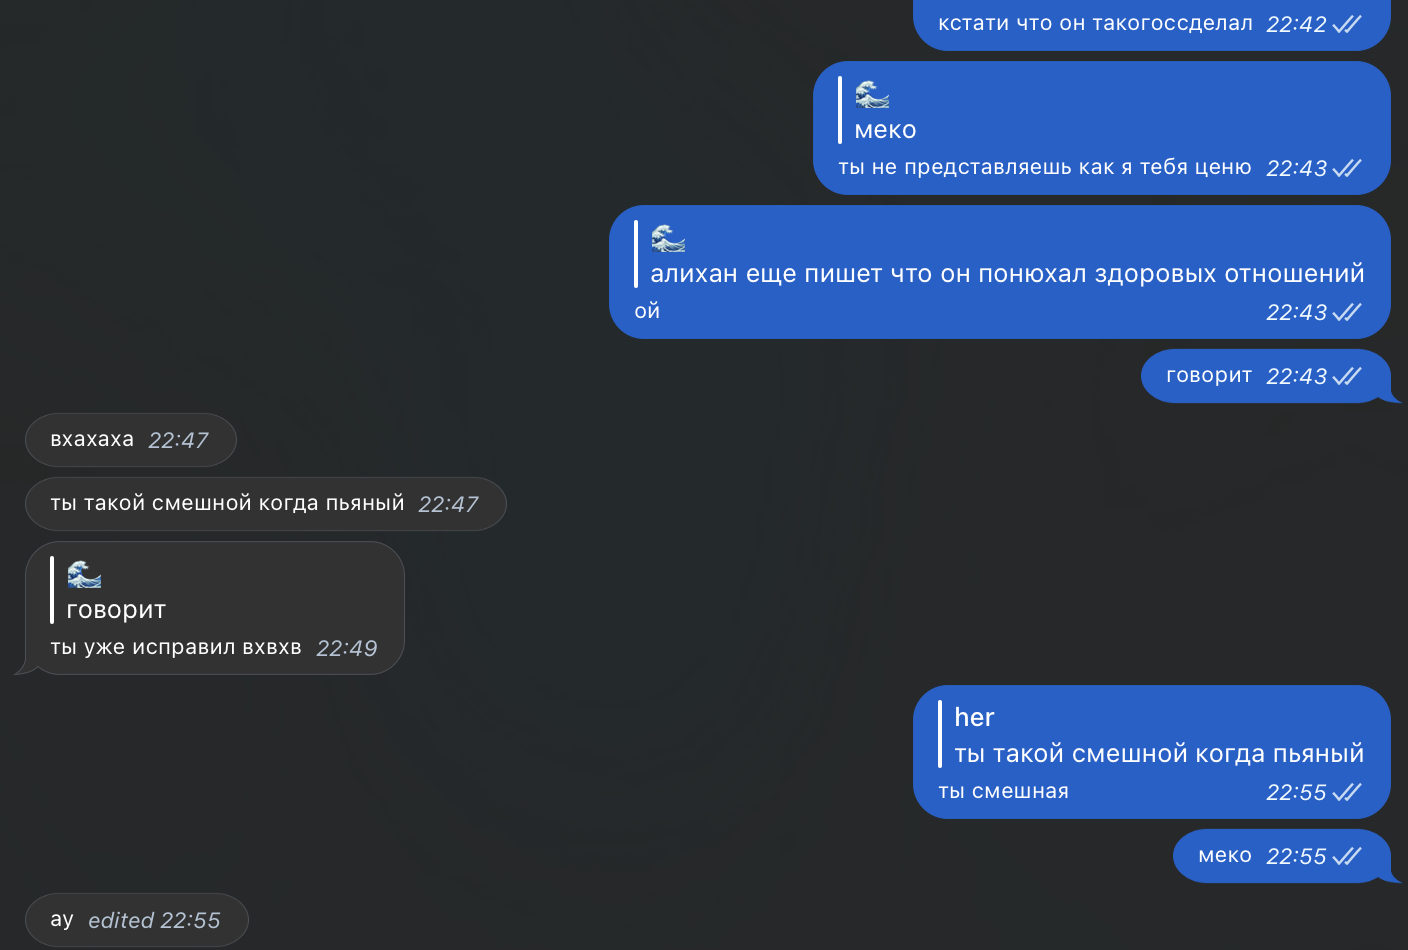 кстати что он такогоссделал 22:42
🌊
меко
ты не представляешь как я тебя ценю 22:43
🌊
алихан еще пишет что он понюхал здоровых отношений
ой 22:43
говорит 22:43
вхахаха 22:47
ты такой смешной когда пьяный 22:47
🌊
говорит
ты уже исправил вхвхв 22:49
her
ты такой смешной когда пьяный
ты смешная 22:55
меко 22:55
ау edited 22:55